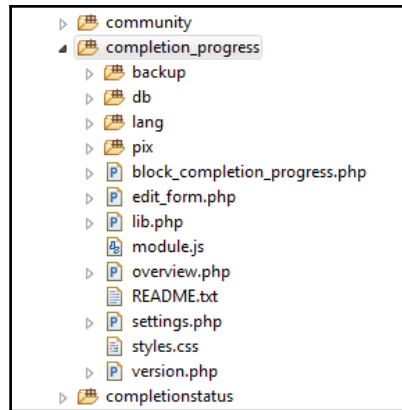 community
completion_progress
backup
db
lang
pix
block_completion_progress.php
edit_form.php
lib.php
module.js
overview.php
README.txt
settings.php
styles.css
version.php
completionstatus